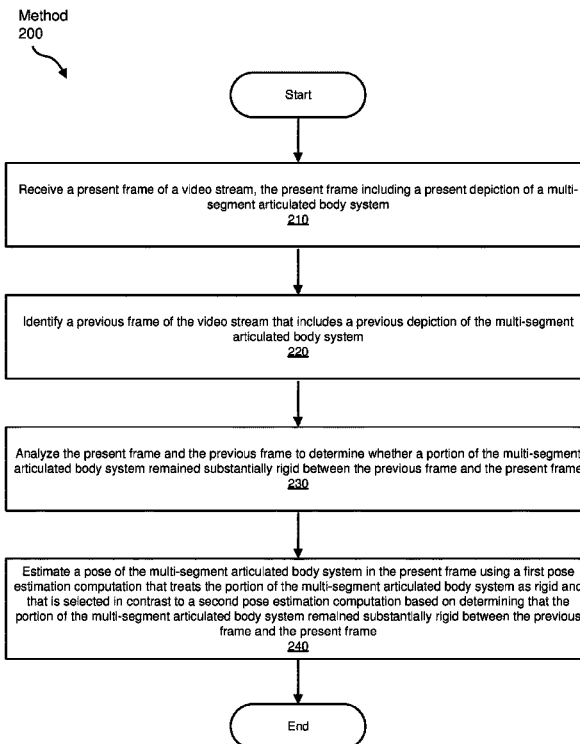 Method
200
Start
Receive a present frame of a video stream, the present frame including a present depiction of a multi-
segment articulated body system
210
Identify a previous frame of the video stream that includes a previous depiction of the multi-segment
articulated body system
220
Analyze the present frame and the previous frame to determine whether a portion of the multi-segment
articulated body system remained substantially rigid between the previous frame and the present frame
230
Estimate a pose of the multi-segment articulated body system in the present frame using a first pose
estimation computation that treats the portion of the multi-segment articulated body system as rigid and
that is selected in contrast to a second pose estimation computation based on determining that the
portion of the multi-segment articulated body system remained substantially rigid between the previous
frame and the present frame
240
End